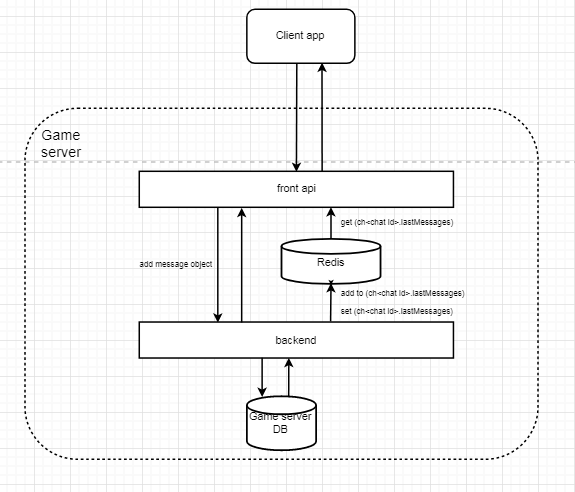 Client app
Game
server
front api
get (ch<chat Id>.lastMessages)
Redis
add message object
add to (ch<chat Id>.lastMessages)
set (ch<chat Id>.lastMessages)
backend
Game server
DB